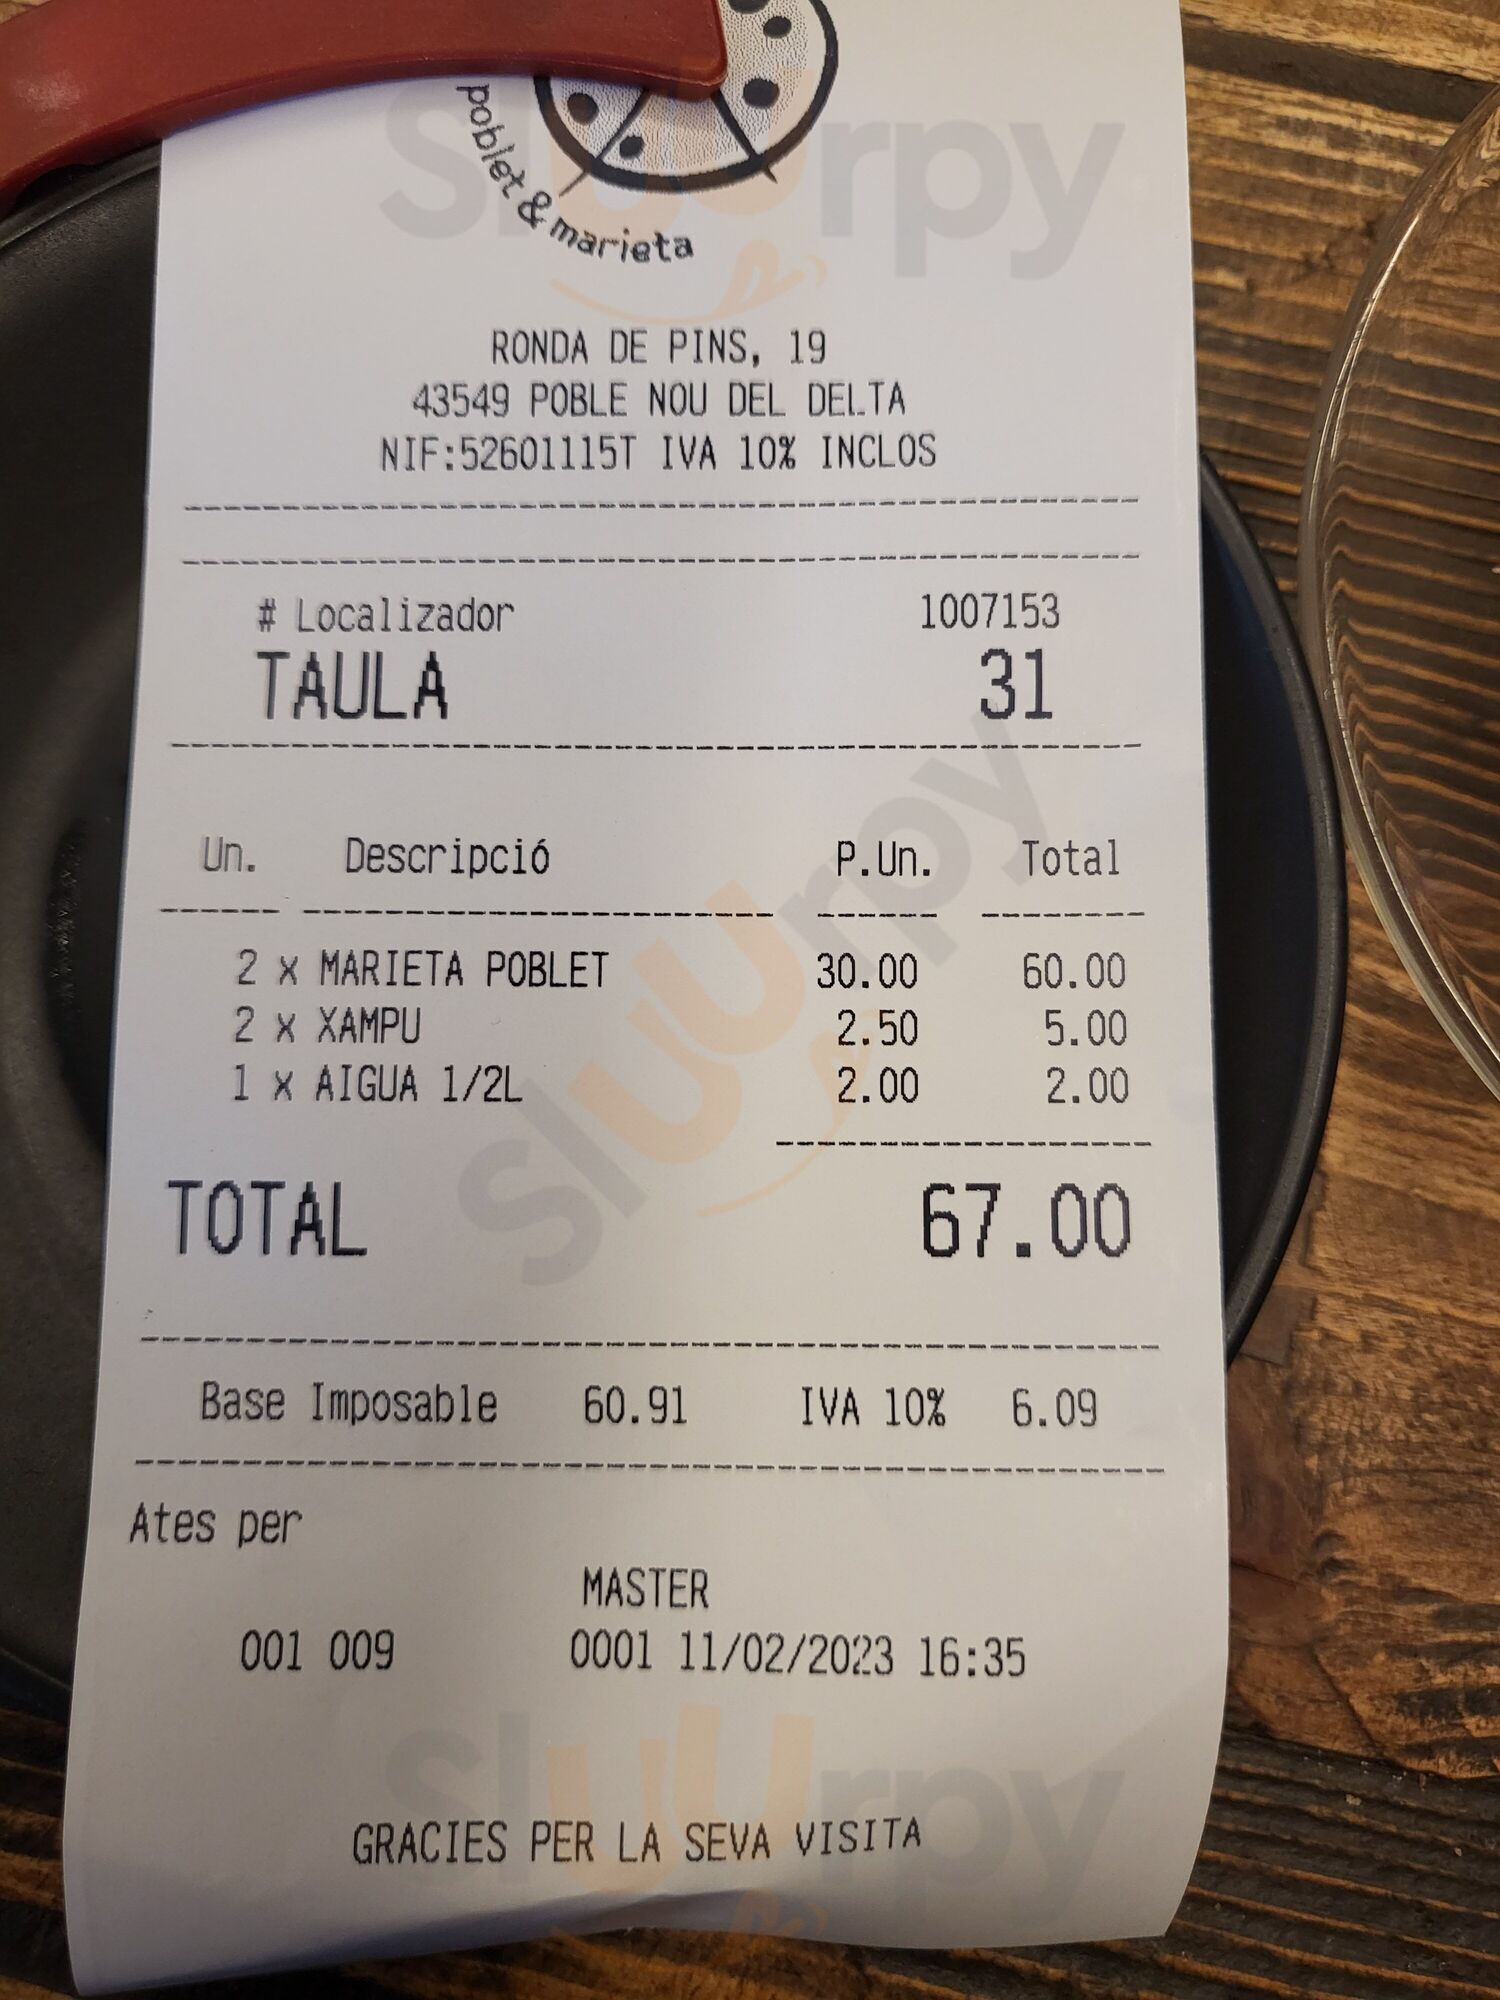 poblet & marieta
RONDA DE PINS, 19
43549 POBLE NOU DEL DELTA
NIF:52601115T IVA 10% INCLOS
# Localizador 1007153
TAULA 31
Un. Descripció P.Un. Total
2 x MARIETA POBLET 30.00 60.00
2 x XAMPU 2.50 5.00
1 x AIGUA 1/2L 2.00 2.00
TOTAL 67.00
Base Imposable 60.91 IVA 10% 6.09
Ates per
MASTER
001 009 0001 11/02/2023 16:35
GRACIES PER LA SEVA VISITA
sluurpy
sluurpy
sluurpy